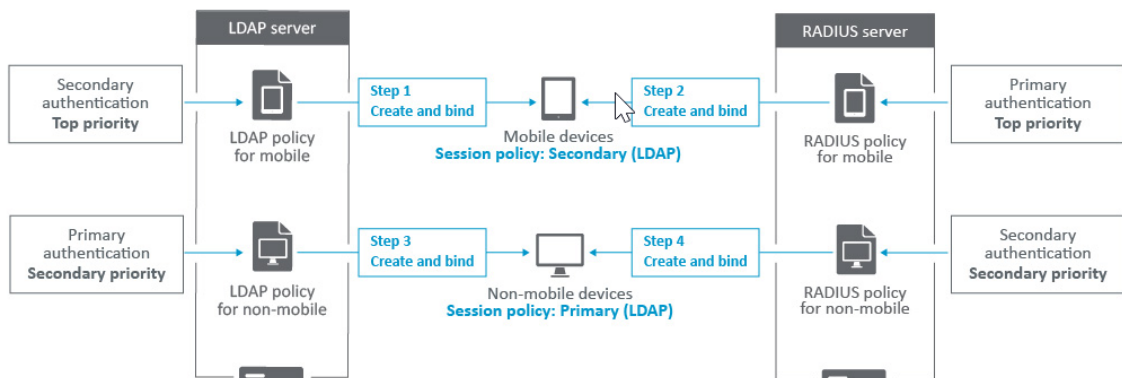 LDAP server
RADIUS server
Secondary
authentication
Top priority
LDAP policy
for mobile
Step 1
Create and bind
Mobile devices
Session policy: Secondary (LDAP)
Step 2
Create and bind
RADIUS policy
for mobile
Primary
authentication
Top priority
Primary
authentication
Secondary priority
LDAP policy
for non-mobile
Step 3
Create and bind
Non-mobile devices
Session policy: Primary (LDAP)
Step 4
Create and bind
RADIUS policy
for non-mobile
Secondary
authentication
Secondary priority